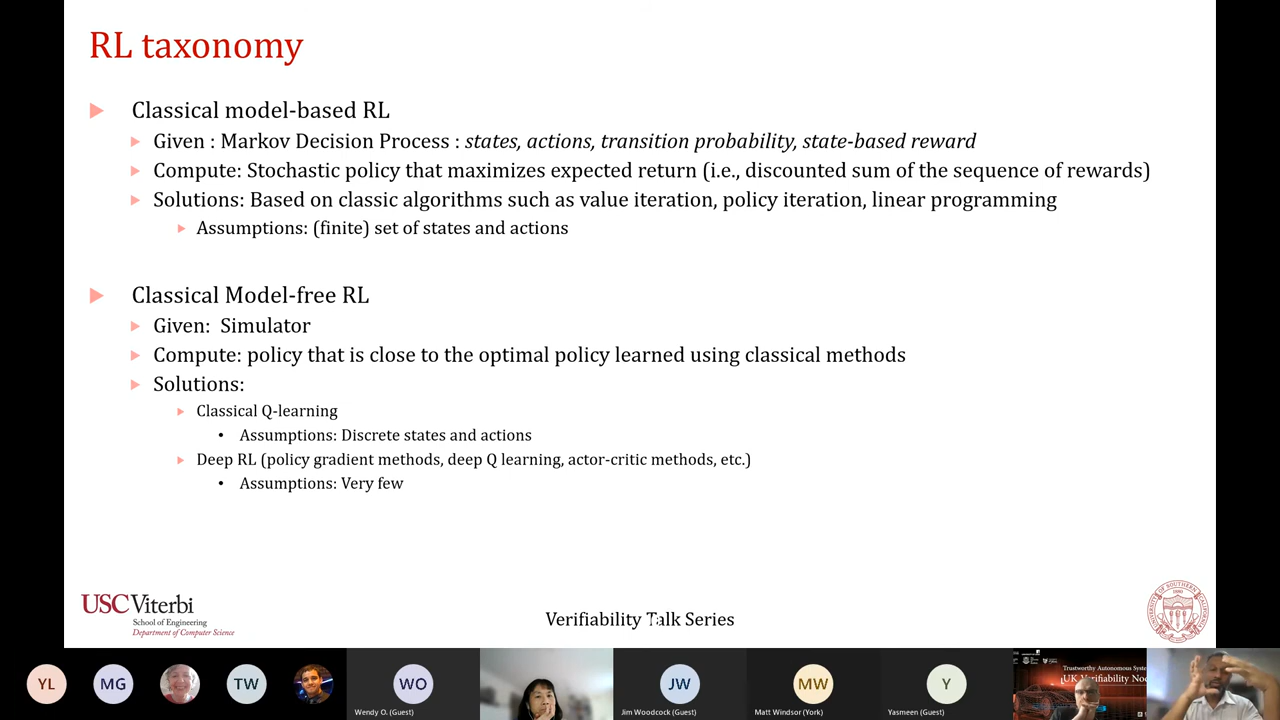 RL taxonomy
Classical model-based RL
Given : Markov Decision Process : states, actions, transition probability, state-based reward
Compute: Stochastic policy that maximizes expected return (i.e., discounted sum of the sequence of rewards)
Solutions: Based on classic algorithms such as value iteration, policy iteration, linear programming
Assumptions: (finite) set of states and actions
Classical Model-free RL
Given: Simulator
Compute: policy that is close to the optimal policy learned using classical methods
Solutions:
Classical Q-learning
• Assumptions: Discrete states and actions
Deep RL (policy gradient methods, deep Q learning, actor-critic methods, etc.)
• Assumptions: Very few
USC Viterbi
School of Engineering
Department of Computer Science
Verifiability Talk Series
YL
MG
TW
WO
Wendy O. (Guest)
JW
Jim Woodcock (Guest)
MW
Matt Windsor (York)
Y
Yasmeen (Guest)
Trustworthy Autonomous
UK Verifiability